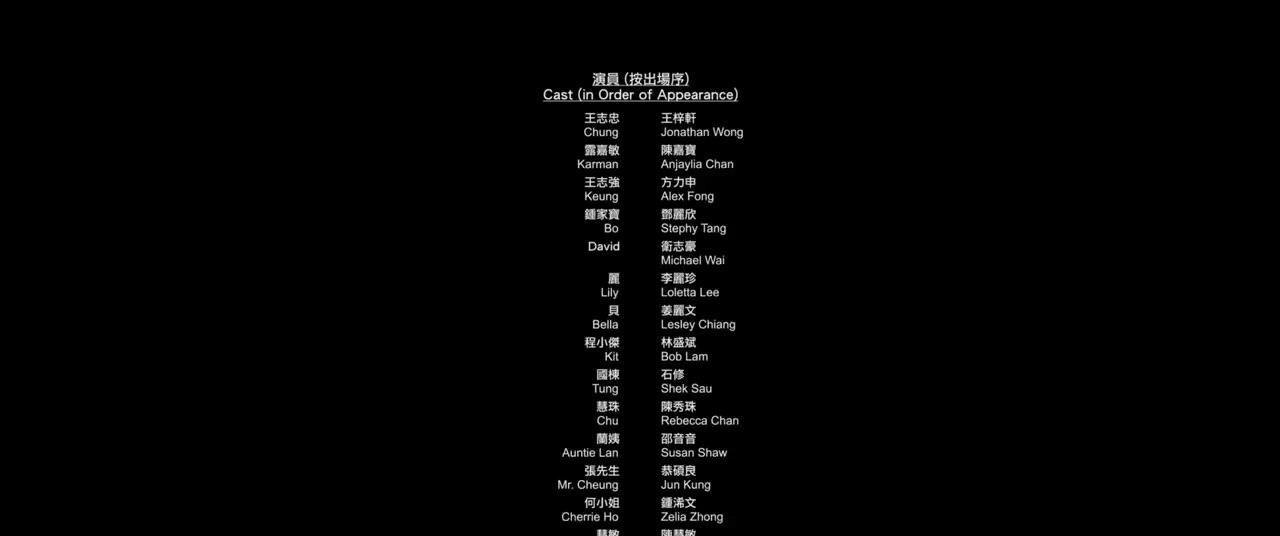 演員 (按出場序)
Cast (in Order of Appearance)
王志忠 王梓軒
Chung Jonathan Wong
露嘉敏 陳嘉寶
Karman Anjaylia Chan
王志強 方力申
Keung Alex Fong
鍾家寶 鄧麗欣
Bo Stephy Tang
David 衛志豪
Michael Wai
麗 李麗珍
Lily Loletta Lee
貝 姜麗文
Bella Lesley Chiang
程小傑 林盛斌
Kit Bob Lam
國棟 石修
Tung Shek Sau
慧珠 陳秀珠
Chu Rebecca Chan
蘭姨 邵音音
Auntie Lan Susan Shaw
張先生 恭碩良
Mr. Cheung Jun Kung
何小姐 鍾浠文
Cherrie Ho Zelia Zhong
慧敏 陳慧敏